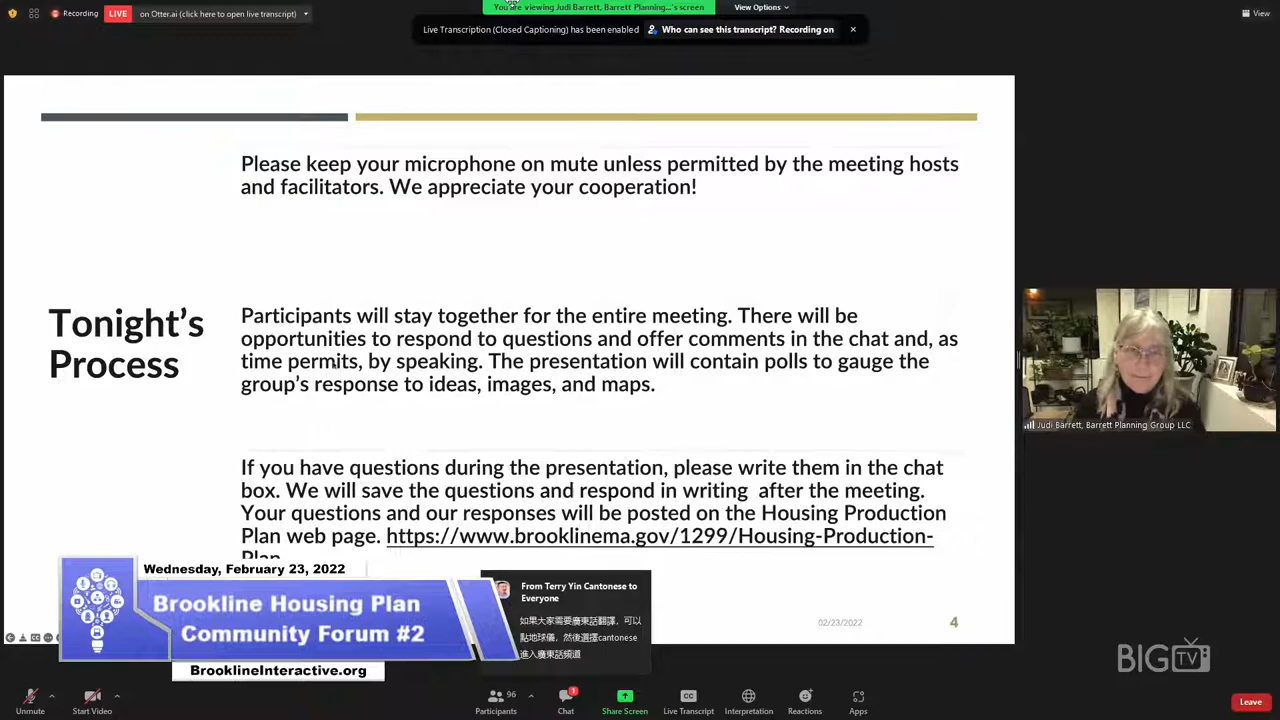 Recording
LIVE
on Otter.ai (click here to open live transcript)
You are viewing Judi Barrett, Barrett Planning...'s screen
View Options
View
Live Transcription (Closed Captioning) has been enabled
Who can see this transcript? Recording on
Please keep your microphone on mute unless permitted by the meeting hosts
and facilitators. We appreciate your cooperation!
Tonight's
Process
Participants will stay together for the entire meeting. There will be
opportunities to respond to questions and offer comments in the chat and, as
time permits, by speaking. The presentation will contain polls to gauge the
group's response to ideas, images, and maps.
Judi Barrett, Barrett Planning Group LLC
If you have questions during the presentation, please write them in the chat
box. We will save the questions and respond in writing  after the meeting.
Your questions and our responses will be posted on the Housing Production
Plan web page. https://www.brooklinema.gov/1299/Housing-Production-
Plan
Wednesday, February 23, 2022
Brookline Housing Plan
Community Forum #2
BrooklineInteractive.org
From Terry Yin Cantonese to
Everyone
如果大家需要廣東話翻譯，可以
點地球儀，然後選擇cantonese
進入廣東話頻道
02/23/2022
4
BIG TV
Unmute
Start Video
96
Participants
1
Chat
Share Screen
CC
Live Transcript
Interpretation
Reactions
Apps
Leave